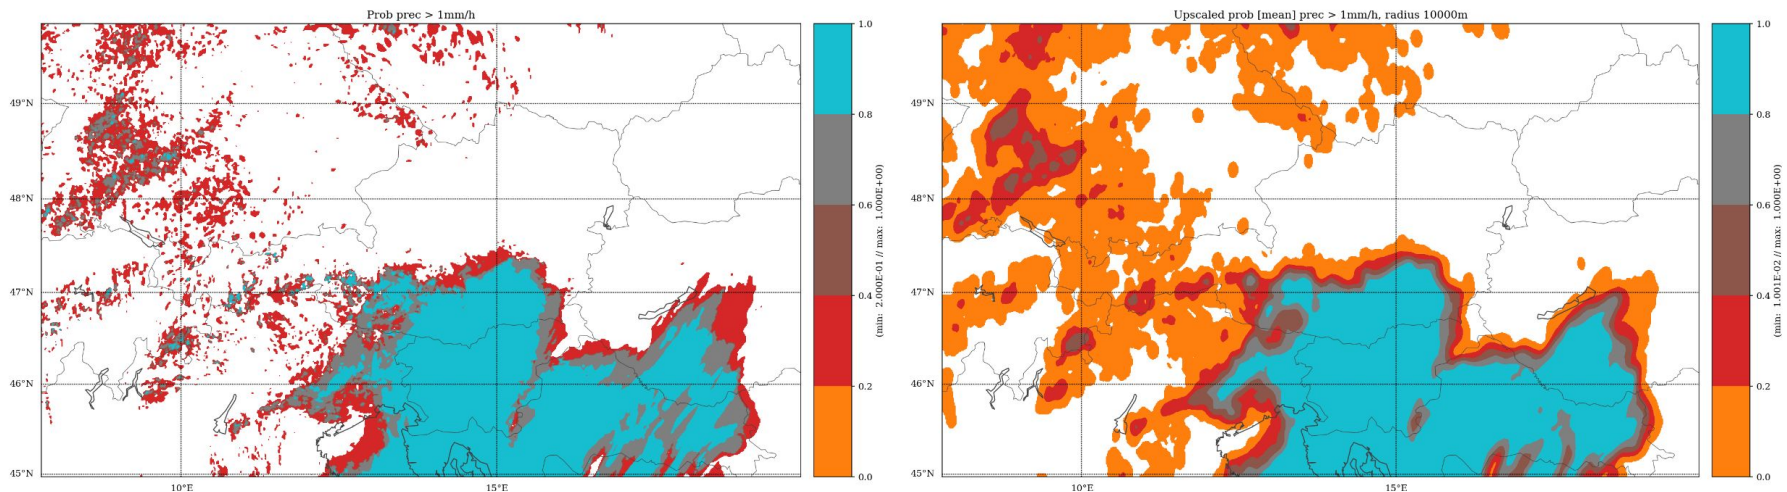 Prob prec > 1mm/h
49°N
48°N
47°N
46°N
45°N
10°E
15°E
1.0
0.8
0.6
0.4
0.2
0.0
(min: 2.000E-01 // max: 1.000E+00)
Upscaled prob [mean] prec > 1mm/h, radius 10000m
49°N
48°N
47°N
46°N
45°N
10°E
15°E
1.0
0.8
0.6
0.4
0.2
0.0
(min: 1.001E-02 // max: 1.000E+00)